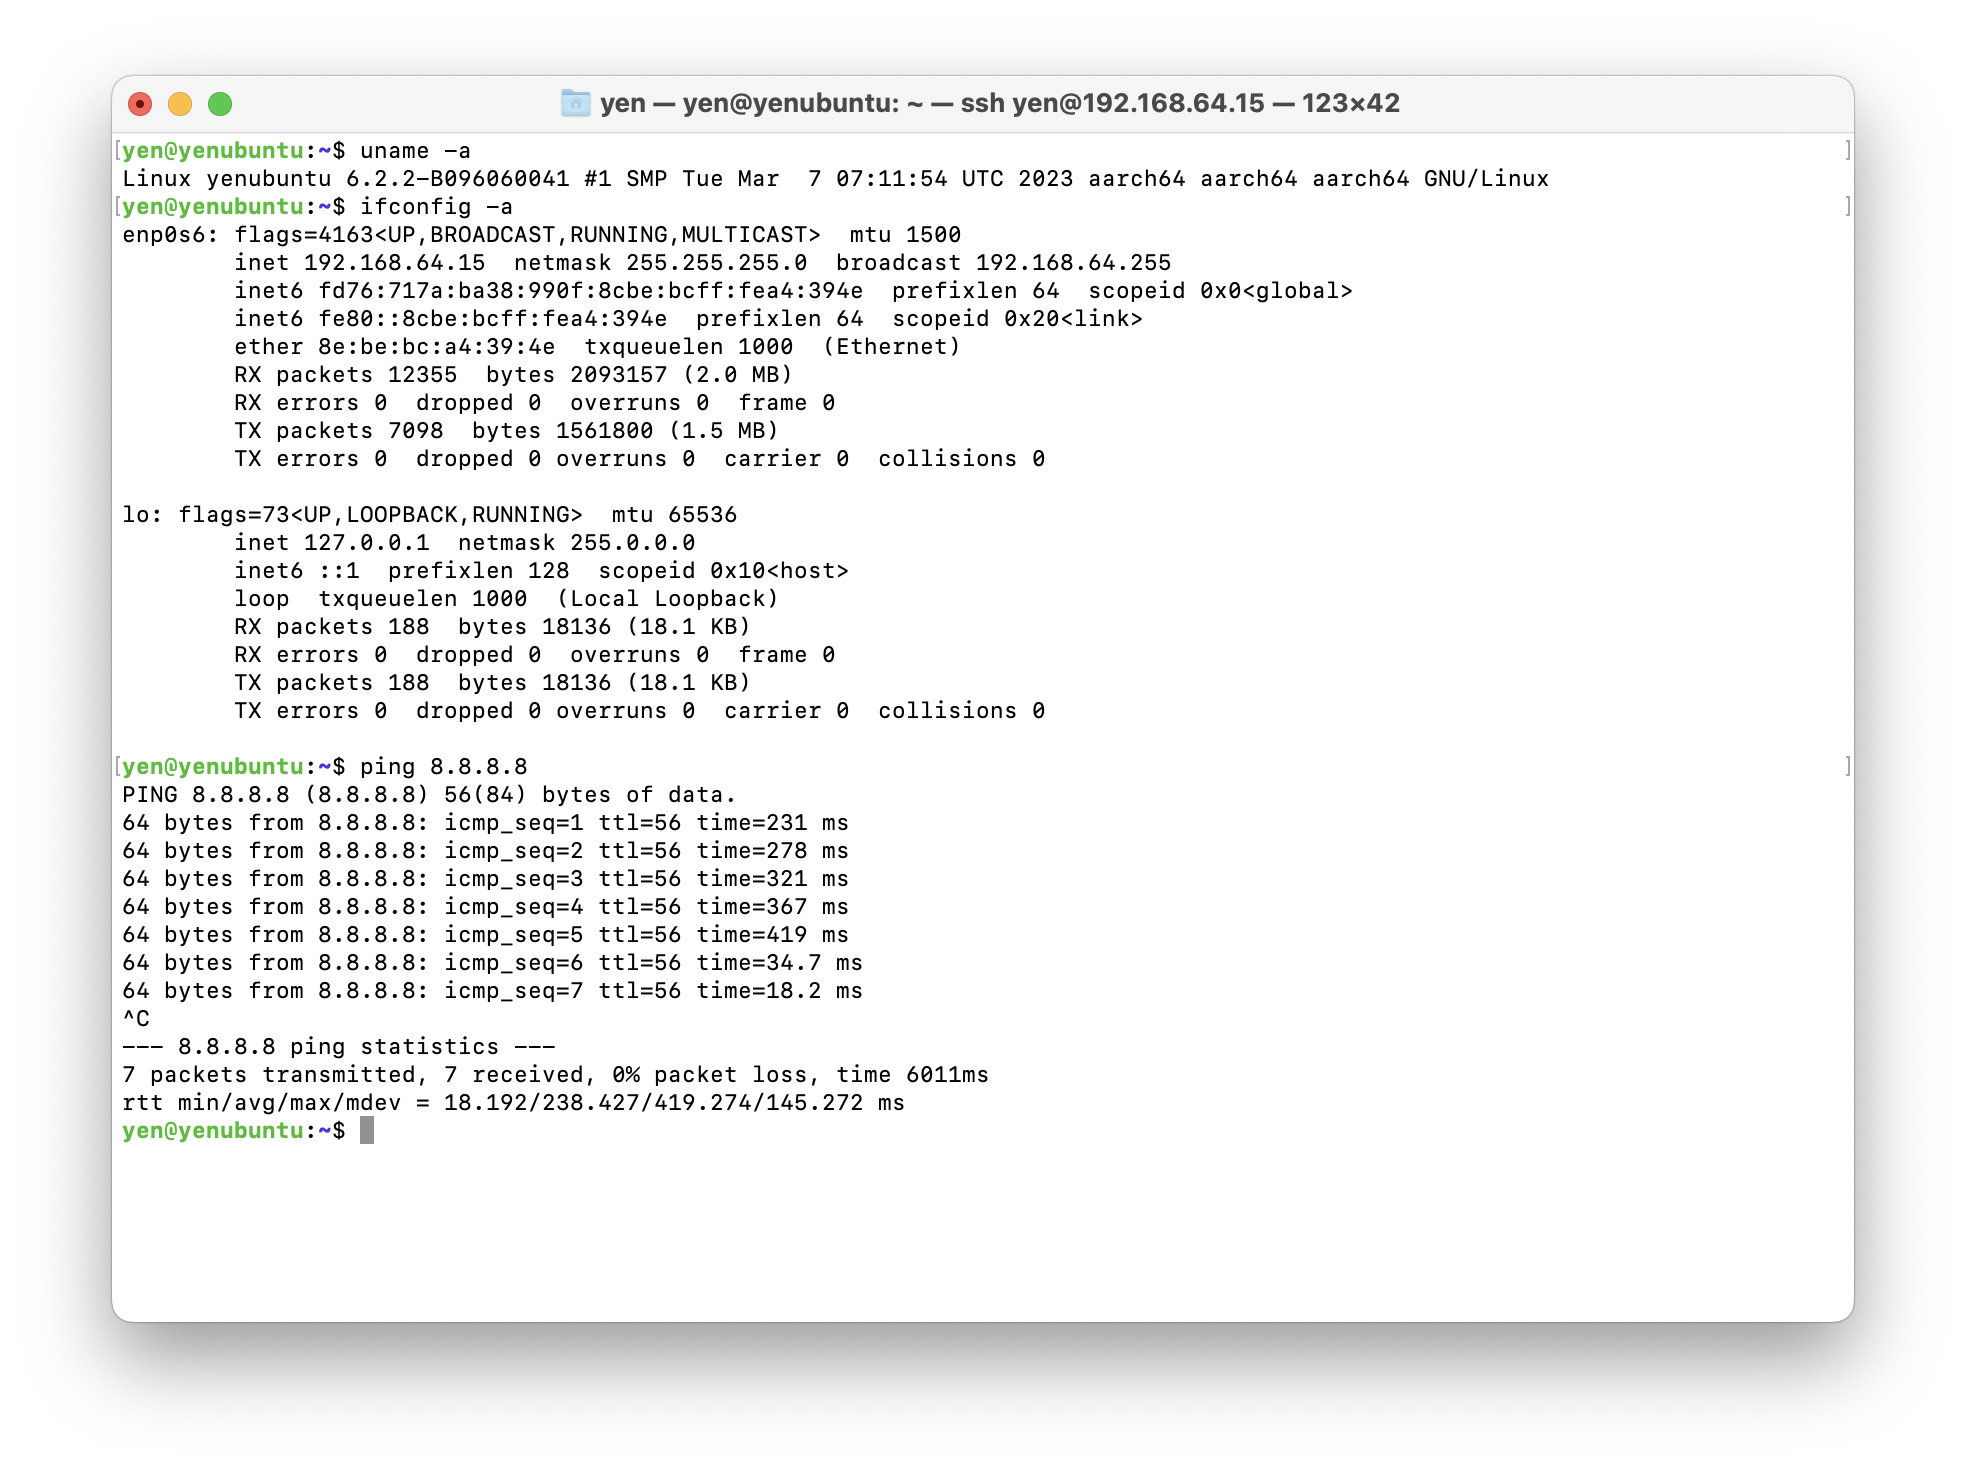 yen — yen@yenubuntu: ~ — ssh yen@192.168.64.15 — 123×42
[yen@yenubuntu:~$ uname -a ]
Linux yenubuntu 6.2.2-B096060041 #1 SMP Tue Mar  7 07:11:54 UTC 2023 aarch64 aarch64 aarch64 GNU/Linux
[yen@yenubuntu:~$ ifconfig -a ]
enp0s6: flags=4163<UP,BROADCAST,RUNNING,MULTICAST>  mtu 1500
        inet 192.168.64.15  netmask 255.255.255.0  broadcast 192.168.64.255
        inet6 fd76:717a:ba38:990f:8cbe:bcff:fea4:394e  prefixlen 64  scopeid 0x0<global>
        inet6 fe80::8cbe:bcff:fea4:394e  prefixlen 64  scopeid 0x20<link>
        ether 8e:be:bc:a4:39:4e  txqueuelen 1000  (Ethernet)
        RX packets 12355  bytes 2093157 (2.0 MB)
        RX errors 0  dropped 0  overruns 0  frame 0
        TX packets 7098  bytes 1561800 (1.5 MB)
        TX errors 0  dropped 0 overruns 0  carrier 0  collisions 0

lo: flags=73<UP,LOOPBACK,RUNNING>  mtu 65536
        inet 127.0.0.1  netmask 255.0.0.0
        inet6 ::1  prefixlen 128  scopeid 0x10<host>
        loop  txqueuelen 1000  (Local Loopback)
        RX packets 188  bytes 18136 (18.1 KB)
        RX errors 0  dropped 0  overruns 0  frame 0
        TX packets 188  bytes 18136 (18.1 KB)
        TX errors 0  dropped 0 overruns 0  carrier 0  collisions 0

[yen@yenubuntu:~$ ping 8.8.8.8 ]
PING 8.8.8.8 (8.8.8.8) 56(84) bytes of data.
64 bytes from 8.8.8.8: icmp_seq=1 ttl=56 time=231 ms
64 bytes from 8.8.8.8: icmp_seq=2 ttl=56 time=278 ms
64 bytes from 8.8.8.8: icmp_seq=3 ttl=56 time=321 ms
64 bytes from 8.8.8.8: icmp_seq=4 ttl=56 time=367 ms
64 bytes from 8.8.8.8: icmp_seq=5 ttl=56 time=419 ms
64 bytes from 8.8.8.8: icmp_seq=6 ttl=56 time=34.7 ms
64 bytes from 8.8.8.8: icmp_seq=7 ttl=56 time=18.2 ms
^C
--- 8.8.8.8 ping statistics ---
7 packets transmitted, 7 received, 0% packet loss, time 6011ms
rtt min/avg/max/mdev = 18.192/238.427/419.274/145.272 ms
yen@yenubuntu:~$